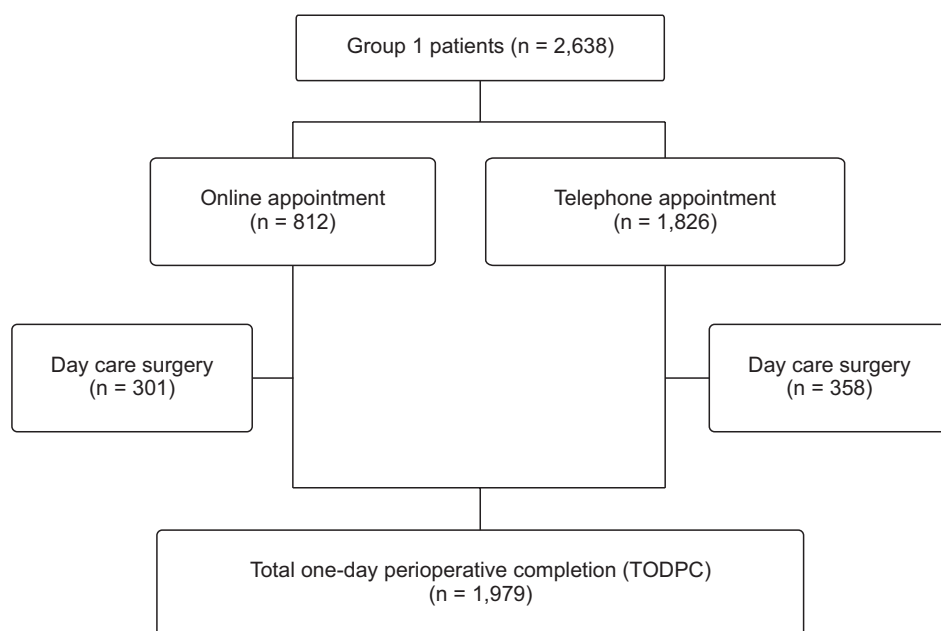 Group 1 patients (n = 2,638)
Online appointment
(n = 812)
Telephone appointment
(n = 1,826)
Day care surgery
(n = 301)
Day care surgery
(n = 358)
Total one-day perioperative completion (TODPC)
(n = 1,979)